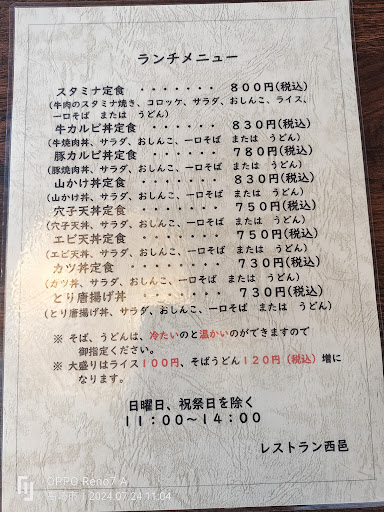 ランチメニュー
スタミナ定食 ・・・・・・・ 800円(税込)
(牛肉のスタミナ焼き、コロッケ、サラダ、おしんこ、ライス、
一口そば または うどん)
牛カルビ丼定食 ・・・・・・ 830円(税込)
(牛焼肉丼、サラダ、おしんこ、一口そば または うどん)
豚カルビ丼定食 ・・・・・・ 780円(税込)
(豚焼肉丼、サラダ、おしんこ、一口そば または うどん)
山かけ丼定食 ・・・・・・・ 830円(税込)
(山かけ丼、サラダ、おしんこ、一口そば または うどん)
穴子天丼定食 ・・・・・・・ 750円(税込)
(穴子天丼、サラダ、おしんこ、一口そば または うどん)
エビ天丼定食 ・・・・・・・ 750円(税込)
(エビ天丼、サラダ、おしんこ、一口そば または うどん)
カツ丼定食 ・・・・・・・・ 730円(税込)
(カツ丼、サラダ、おしんこ、一口そば または うどん)
とり唐揚げ丼 ・・・・・・・ 730円(税込)
(とり唐揚げ丼、サラダ、おしんこ、一口そば または うどん)
※ そば、うどんは、冷たいのと温かいのができますので
御指定ください。
※ 大盛りはライス100円、そばうどん120円(税込)増に
なります。
日曜日、祝祭日を除く
11:00〜14:00
レストラン西邑
OPPO Reno7 A
2024.07.24 11:04